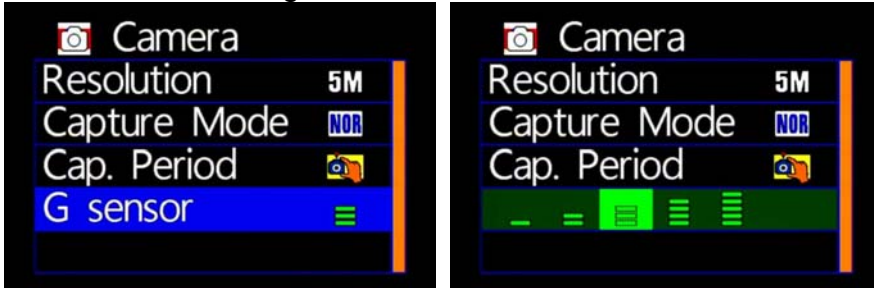 Camera
Resolution 5M
Capture Mode NOR
Cap. Period
G sensor
Camera
Resolution 5M
Capture Mode NOR
Cap. Period